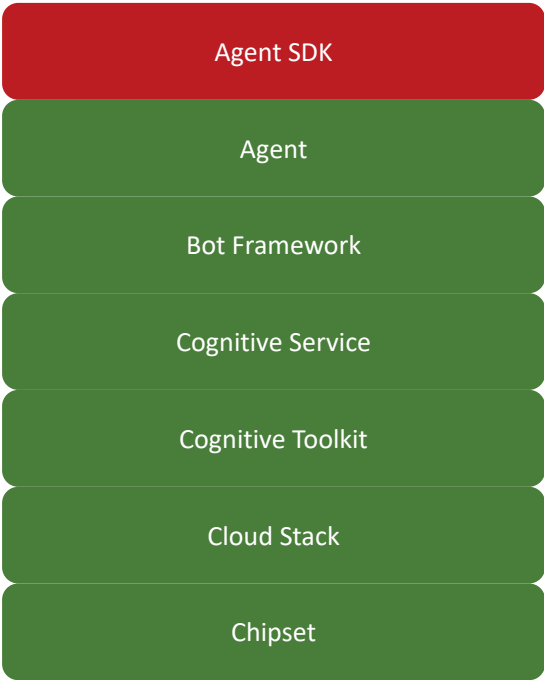 Agent SDK
Agent
Bot Framework
Cognitive Service
Cognitive Toolkit
Cloud Stack
Chipset